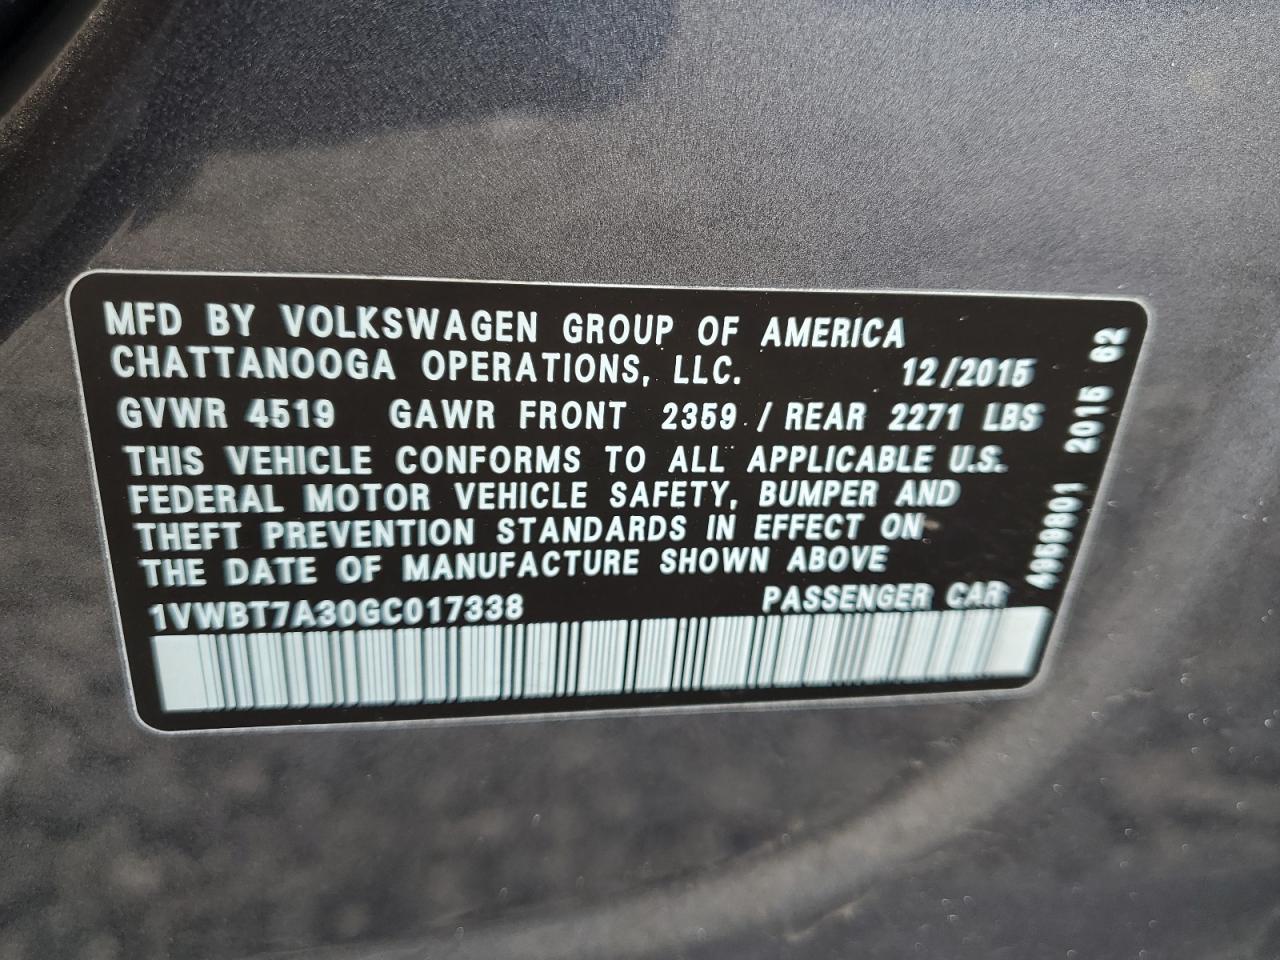 MFD BY VOLKSWAGEN GROUP OF AMERICA
CHATTANOOGA OPERATIONS, LLC. 12/2015
GVWR 4519 GAWR FRONT 2359 / REAR 2271 LBS
THIS VEHICLE CONFORMS TO ALL APPLICABLE U.S.
FEDERAL MOTOR VEHICLE SAFETY, BUMPER AND
THEFT PREVENTION STANDARDS IN EFFECT ON
THE DATE OF MANUFACTURE SHOWN ABOVE
1VWBT7A30GC017338 PASSENGER CAR
2015 62